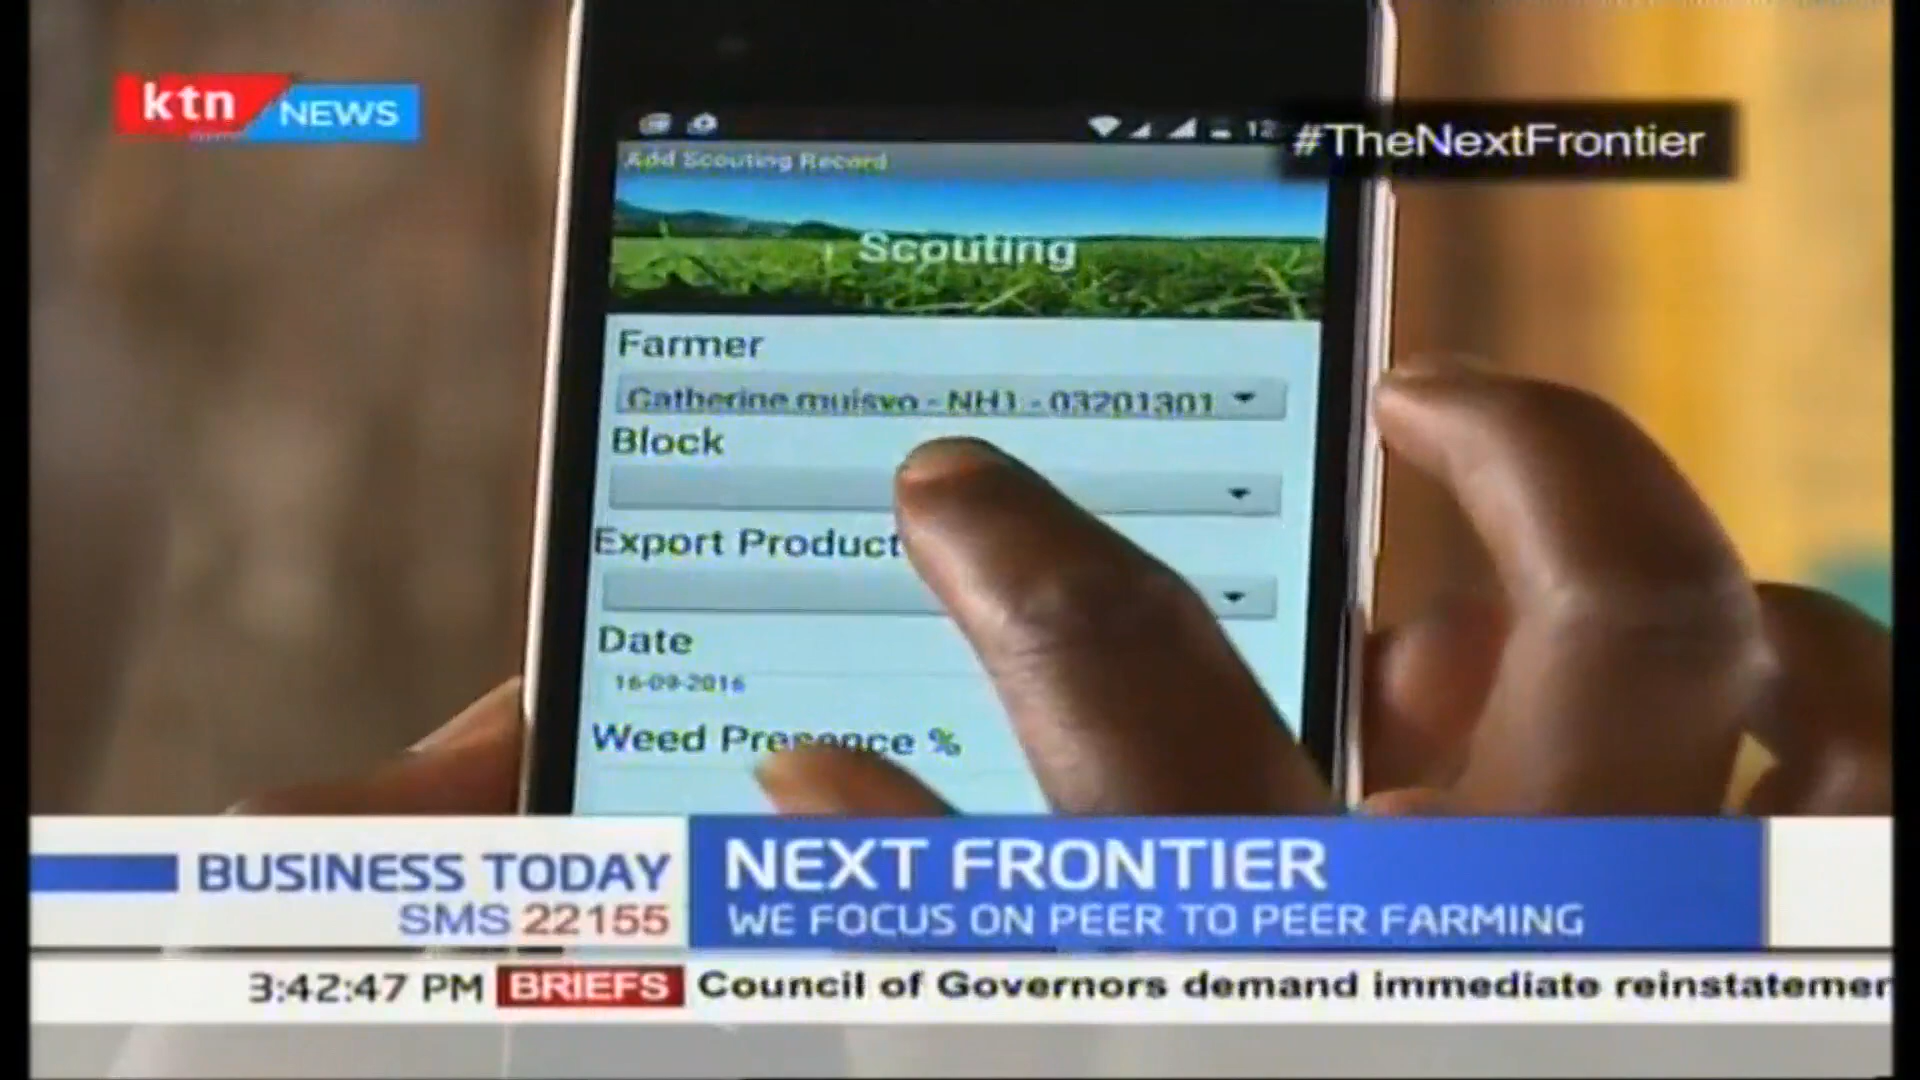 ktn NEWS
#TheNextFrontier
12
Add Scouting Record
Scouting
Farmer
Catherine muisyo - NH1 - 03201301
Block
Export Product
Date
16-09-2016
Weed Presence %
BUSINESS TODAY
SMS 22155
NEXT FRONTIER
WE FOCUS ON PEER TO PEER FARMING
3:42:47 PM BRIEFS Council of Governors demand immediate reinstatemen